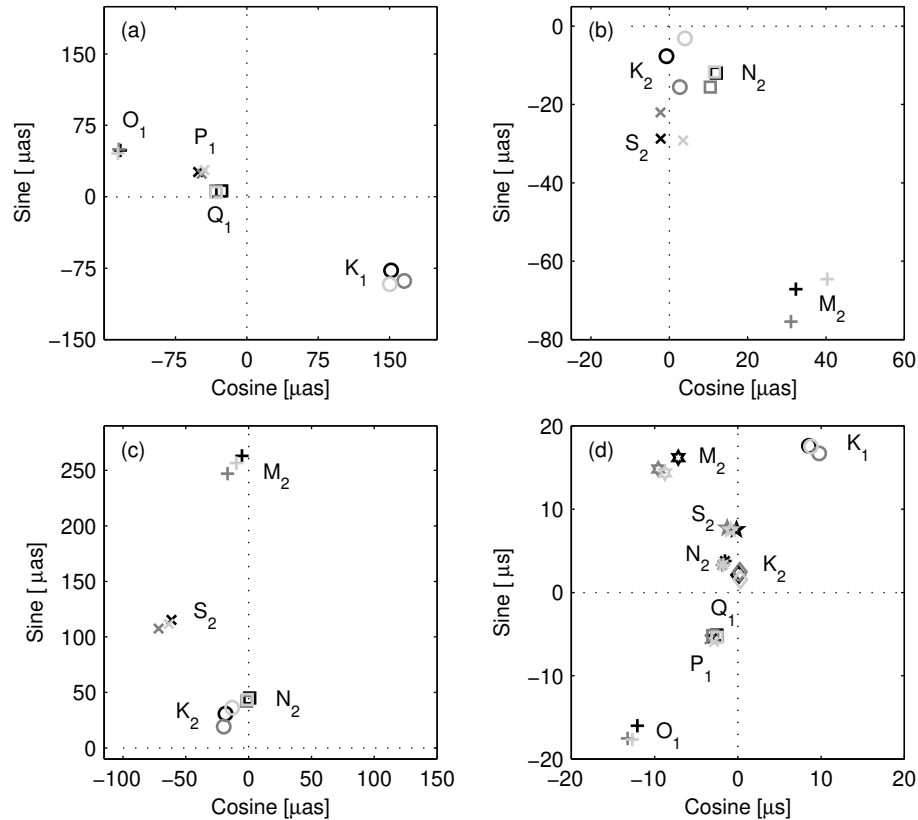 (a)
150
75
0
−75
−150
Sine [ µas]
O1
P1
Q1
K1
−75 0 75 150
Cosine [µas]
(b)
0
−20
−40
−60
−80
Sine [ µas]
K2
N2
S2
M2
−20 0 20 40 60
Cosine [µas]
(c)
250
200
150
100
50
0
Sine [ µas]
M2
S2
K2
N2
−100 −50 0 50 100 150
Cosine [µas]
(d)
20
10
0
−10
−20
Sine [ µs]
K1
M2
S2
N2
K2
Q1
P1
O1
−20 −10 0 10 20
Cosine [µs]